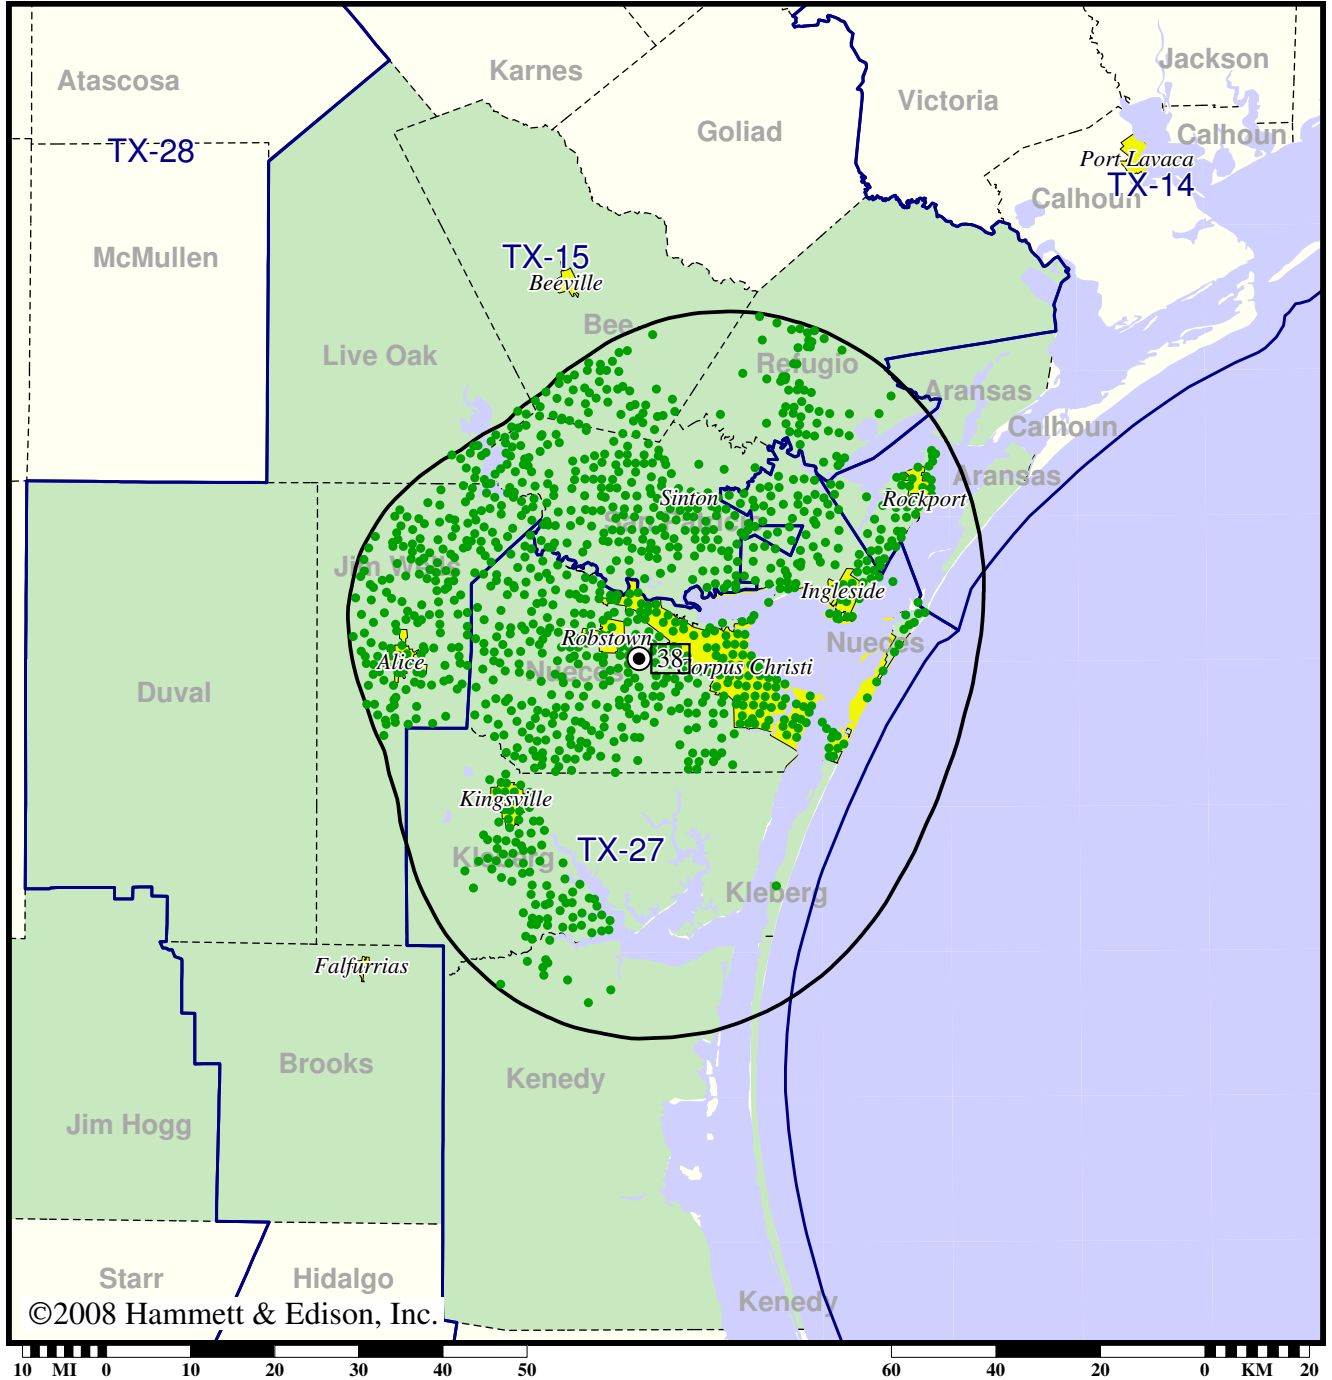 Jackson
Karnes
Atascosa
Victoria
Goliad
Calhoun
TX-28
Port Lavaca
TX-14
Calhoun
McMullen
TX-15
Beeville
Bee
Live Oak
Refugio
Aransas
Calhoun
Aransas
Sinton
Rockport
San Patricio
Jim Wells
Ingleside
Robstown
Nueces
Alice
38
Corpus Christi
Nueces
Duval
Kingsville
TX-27
Kleberg
Kleberg
Falfurrias
Brooks
Kenedy
Jim Hogg
Starr
Hidalgo
Kenedy
©2008 Hammett & Edison, Inc.
10 MI 0 10 20 30 40 50
60 40 20 0 KM 20